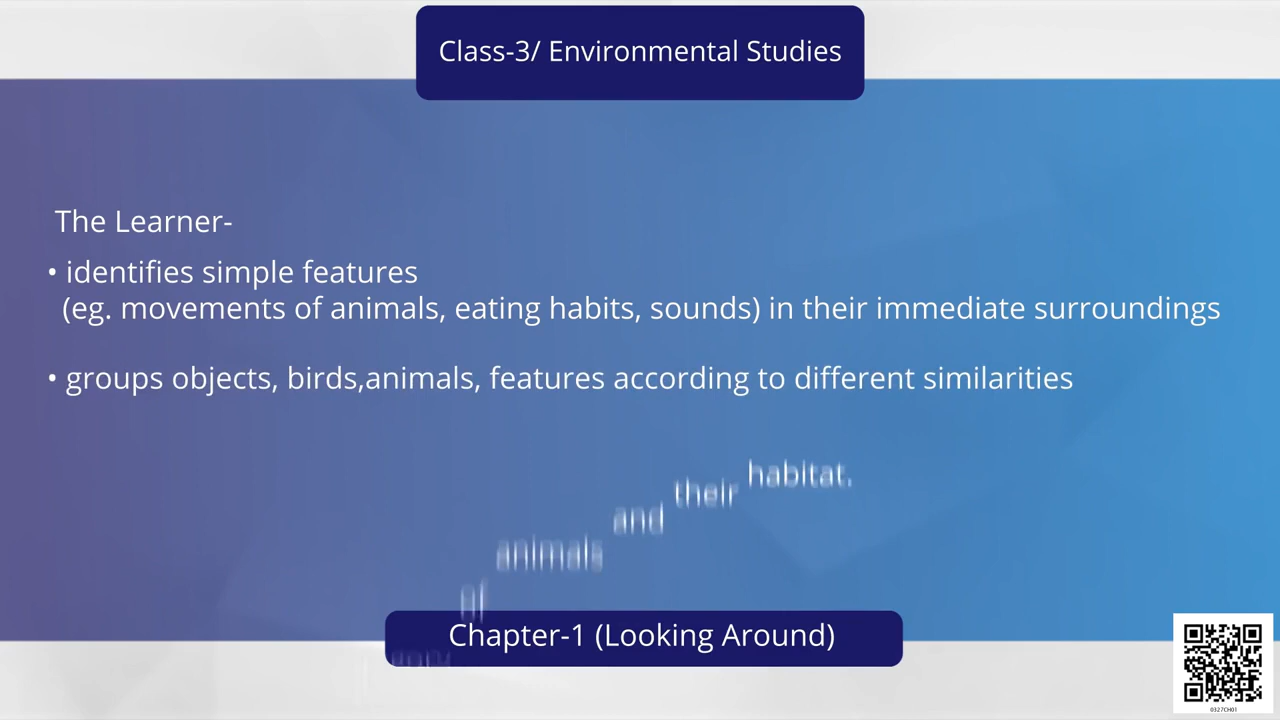 Class-3/ Environmental Studies
The Learner-
• identifies simple features
(eg. movements of animals, eating habits, sounds) in their immediate surroundings
• groups objects, birds,animals, features according to different similarities
animals and their habitat.
Chapter-1 (Looking Around)
0327CH01